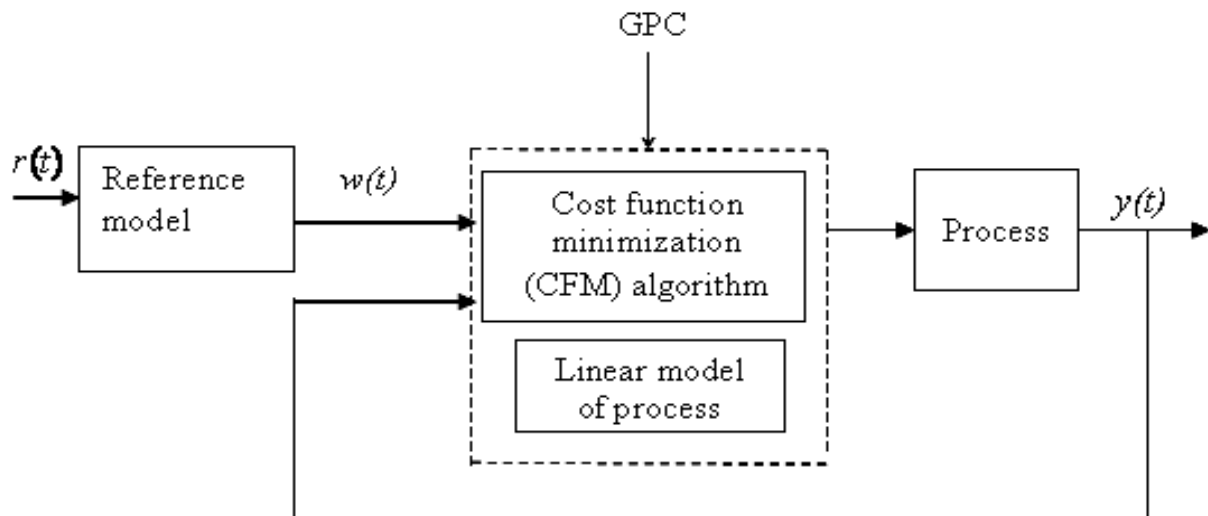 GPC
r(t)
Reference
model
w(t)
Cost function
minimization
(CFM) algorithm
Process
y(t)
Linear model
of process